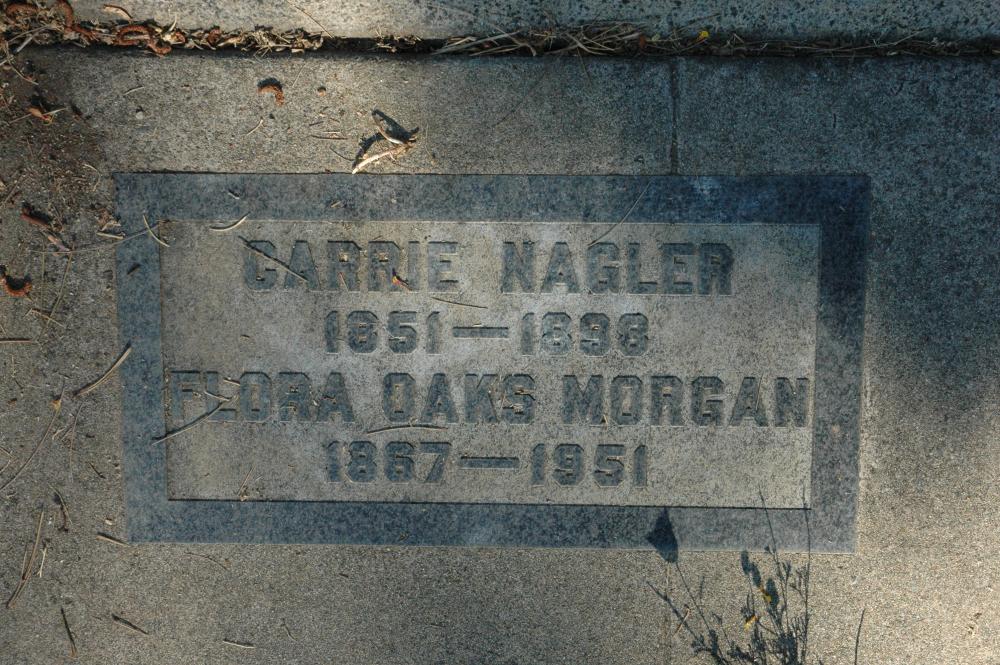 CARRIE NAGLER
1851—1898
FLORA OAKS MORGAN
1867—1951